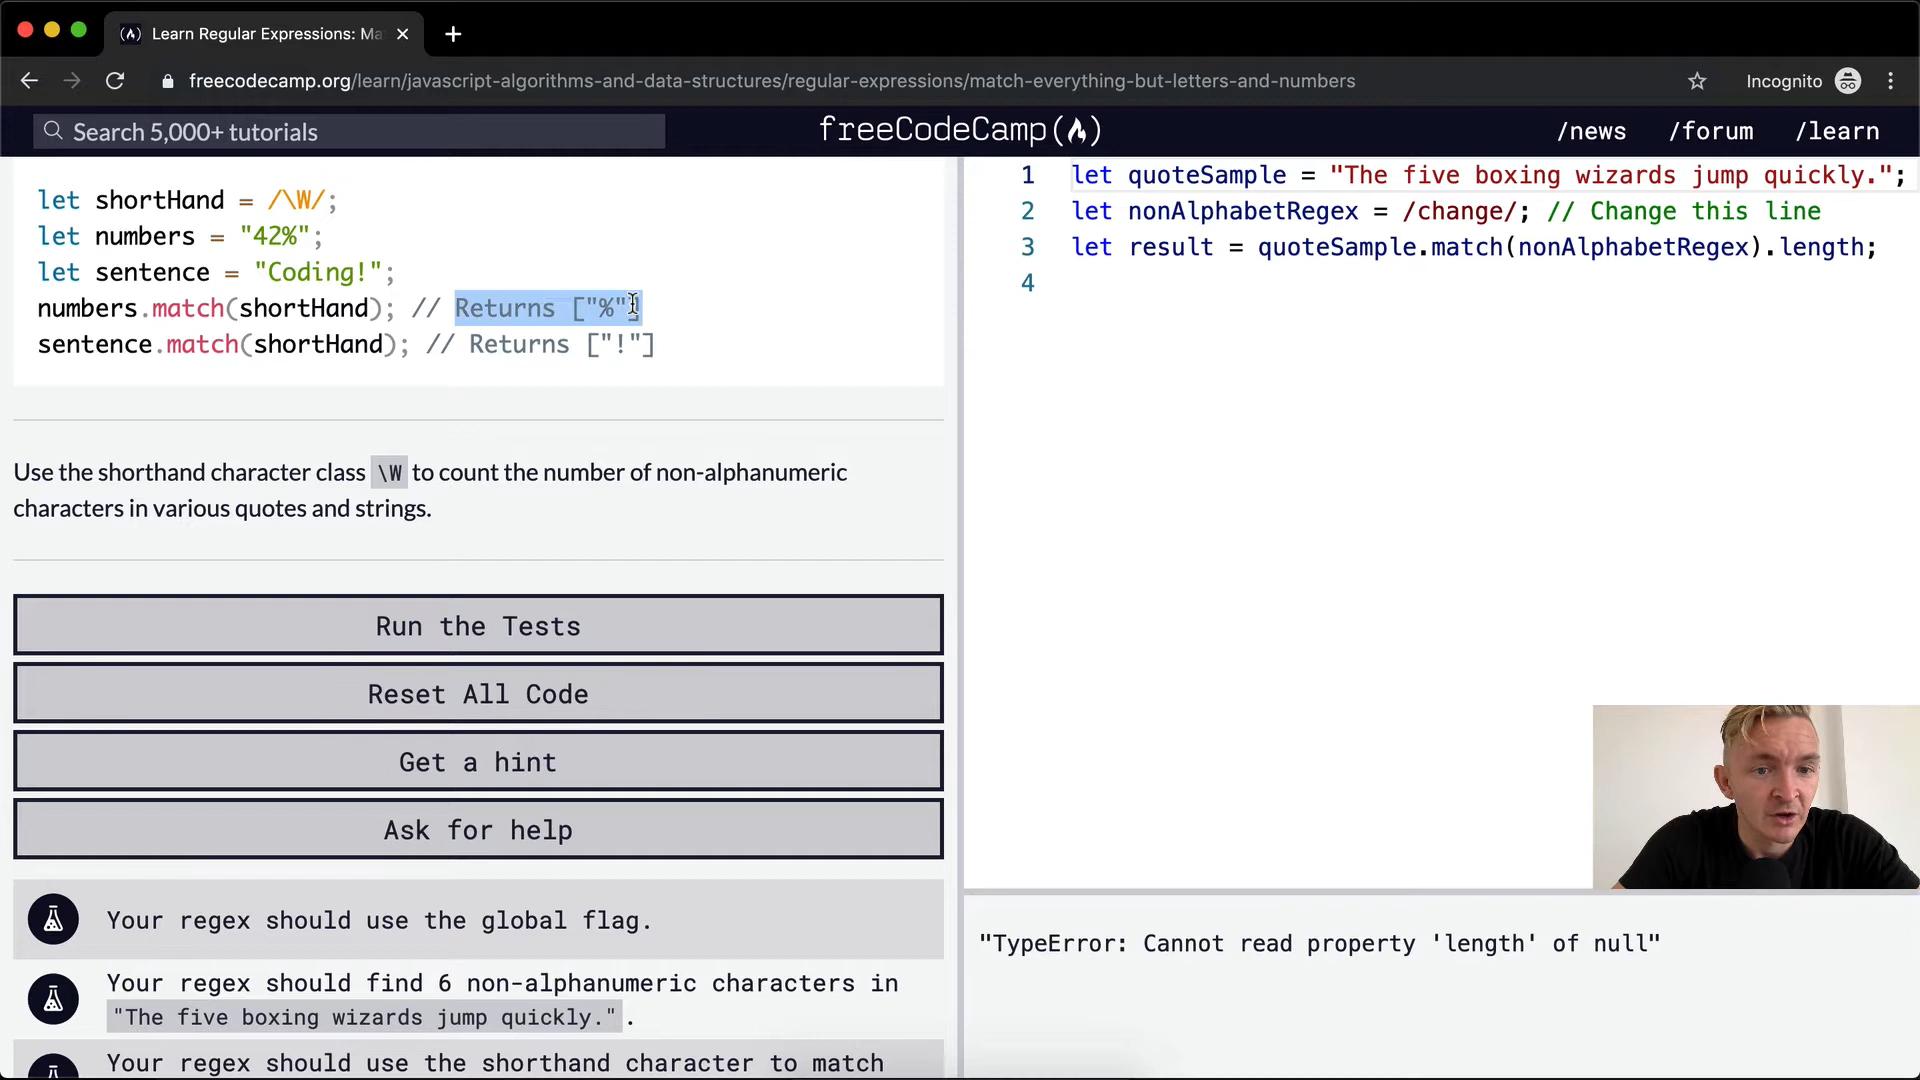 Learn Regular Expressions: Ma
freecodecamp.org/learn/javascript-algorithms-and-data-structures/regular-expressions/match-everything-but-letters-and-numbers
Incognito
Search 5,000+ tutorials
freeCodeCamp
/news
/forum
/learn
let shortHand = /\W/;
let numbers = "42%";
let sentence = "Coding!";
numbers.match(shortHand); // Returns ["%"]
sentence.match(shortHand); // Returns ["!"]
Use the shorthand character class \W to count the number of non-alphanumeric
characters in various quotes and strings.
Run the Tests
Reset All Code
Get a hint
Ask for help
Your regex should use the global flag.
Your regex should find 6 non-alphanumeric characters in
"The five boxing wizards jump quickly." .
Your regex should use the shorthand character to match
1 let quoteSample = "The five boxing wizards jump quickly.";
2 let nonAlphabetRegex = /change/; // Change this line
3 let result = quoteSample.match(nonAlphabetRegex).length;
4
"TypeError: Cannot read property 'length' of null"